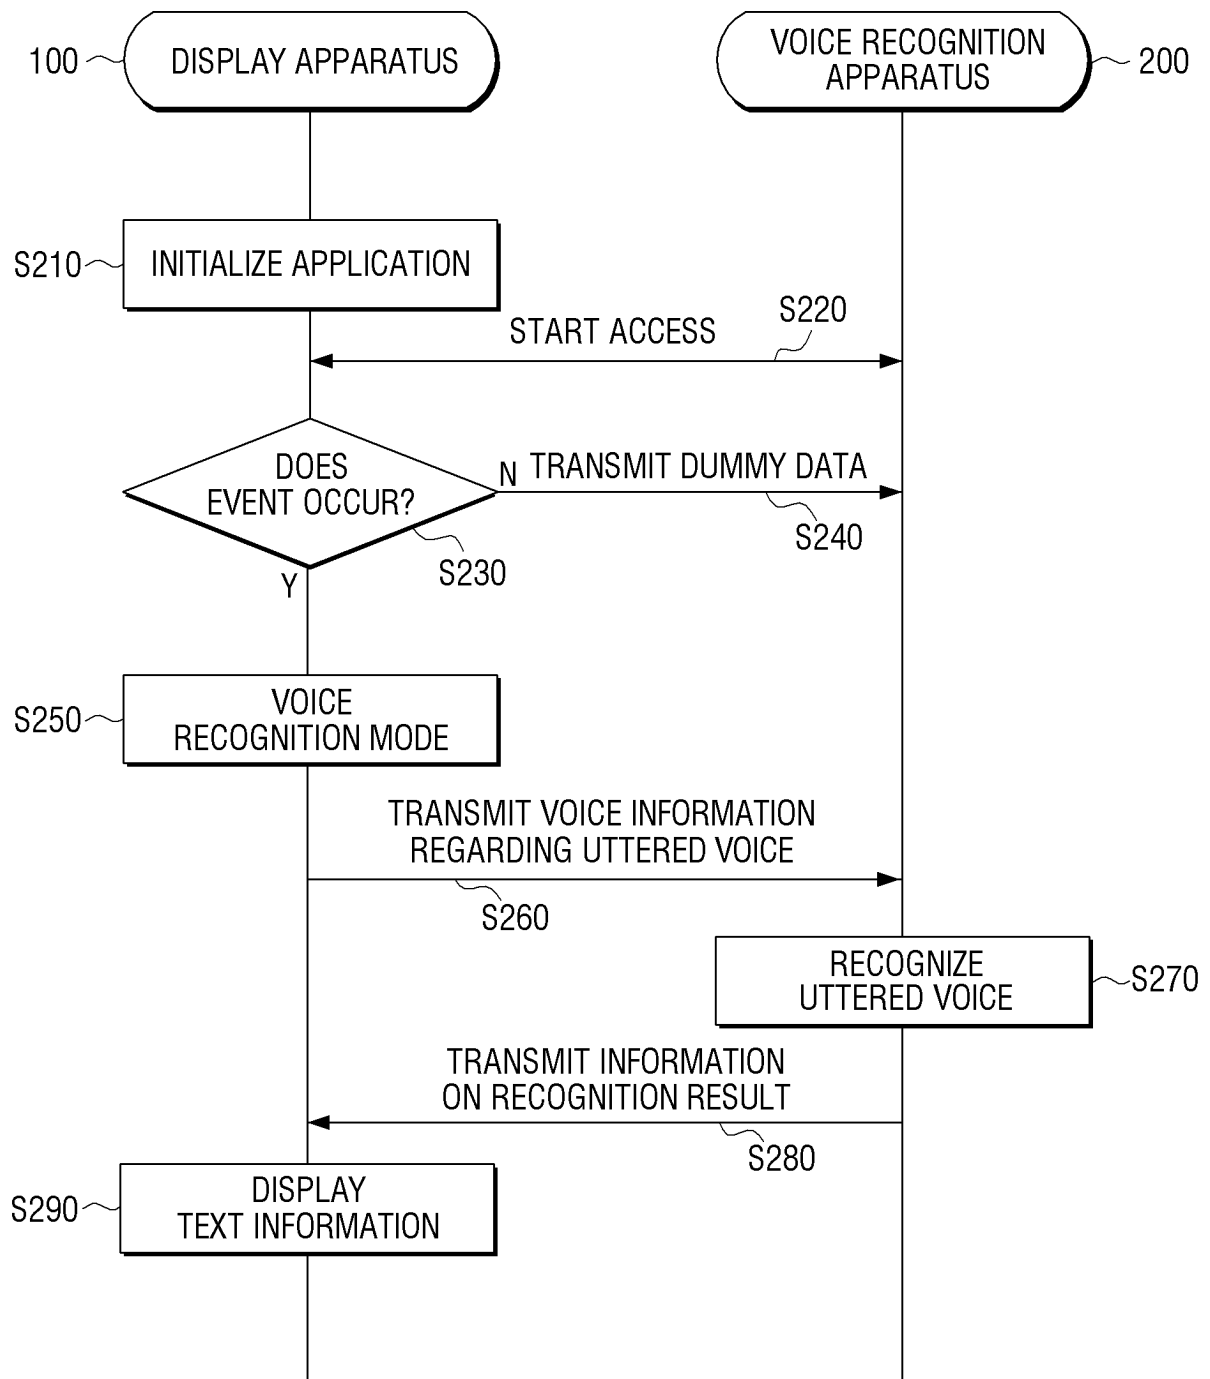 100
DISPLAY APPARATUS
VOICE RECOGNITION
APPARATUS
200
S210
INITIALIZE APPLICATION
START ACCESS
S220
DOES
EVENT OCCUR?
N
TRANSMIT DUMMY DATA
S240
S230
Y
S250
VOICE
RECOGNITION MODE
TRANSMIT VOICE INFORMATION
REGARDING UTTERED VOICE
S260
RECOGNIZE
UTTERED VOICE
S270
TRANSMIT INFORMATION
ON RECOGNITION RESULT
S280
S290
DISPLAY
TEXT INFORMATION